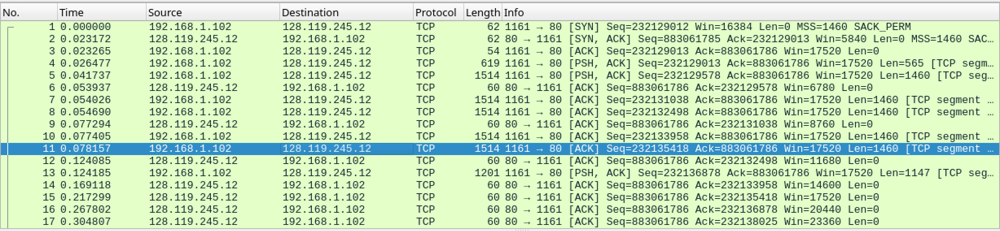 No. Time Source Destination Protocol Length Info
1 0.000000 192.168.1.102 128.119.245.12 TCP 62 1161 → 80 [SYN] Seq=232129012 Win=16384 Len=0 MSS=1460 SACK_PERM
2 0.023172 128.119.245.12 192.168.1.102 TCP 62 80 → 1161 [SYN, ACK] Seq=883061785 Ack=232129013 Win=5840 Len=0 MSS=1460 SAC…
3 0.023265 192.168.1.102 128.119.245.12 TCP 54 1161 → 80 [ACK] Seq=232129013 Ack=883061786 Win=17520 Len=0
4 0.026477 192.168.1.102 128.119.245.12 TCP 619 1161 → 80 [PSH, ACK] Seq=232129013 Ack=883061786 Win=17520 Len=565 [TCP segm…
5 0.041737 192.168.1.102 128.119.245.12 TCP 1514 1161 → 80 [PSH, ACK] Seq=232129578 Ack=883061786 Win=17520 Len=1460 [TCP seg…
6 0.053937 128.119.245.12 192.168.1.102 TCP 60 80 → 1161 [ACK] Seq=883061786 Ack=232129578 Win=6780 Len=0
7 0.054026 192.168.1.102 128.119.245.12 TCP 1514 1161 → 80 [ACK] Seq=232131038 Ack=883061786 Win=17520 Len=1460 [TCP segment …
8 0.054690 192.168.1.102 128.119.245.12 TCP 1514 1161 → 80 [ACK] Seq=232132498 Ack=883061786 Win=17520 Len=1460 [TCP segment …
9 0.077294 128.119.245.12 192.168.1.102 TCP 60 80 → 1161 [ACK] Seq=883061786 Ack=232131038 Win=8760 Len=0
10 0.077405 192.168.1.102 128.119.245.12 TCP 1514 1161 → 80 [ACK] Seq=232133958 Ack=883061786 Win=17520 Len=1460 [TCP segment …
11 0.078157 192.168.1.102 128.119.245.12 TCP 1514 1161 → 80 [ACK] Seq=232135418 Ack=883061786 Win=17520 Len=1460 [TCP segment …
12 0.124085 128.119.245.12 192.168.1.102 TCP 60 80 → 1161 [ACK] Seq=883061786 Ack=232132498 Win=11680 Len=0
13 0.124185 192.168.1.102 128.119.245.12 TCP 1201 1161 → 80 [PSH, ACK] Seq=232136878 Ack=883061786 Win=17520 Len=1147 [TCP seg…
14 0.169118 128.119.245.12 192.168.1.102 TCP 60 80 → 1161 [ACK] Seq=883061786 Ack=232133958 Win=14600 Len=0
15 0.217299 128.119.245.12 192.168.1.102 TCP 60 80 → 1161 [ACK] Seq=883061786 Ack=232135418 Win=17520 Len=0
16 0.267802 128.119.245.12 192.168.1.102 TCP 60 80 → 1161 [ACK] Seq=883061786 Ack=232136878 Win=20440 Len=0
17 0.304807 128.119.245.12 192.168.1.102 TCP 60 80 → 1161 [ACK] Seq=883061786 Ack=232138025 Win=23360 Len=0